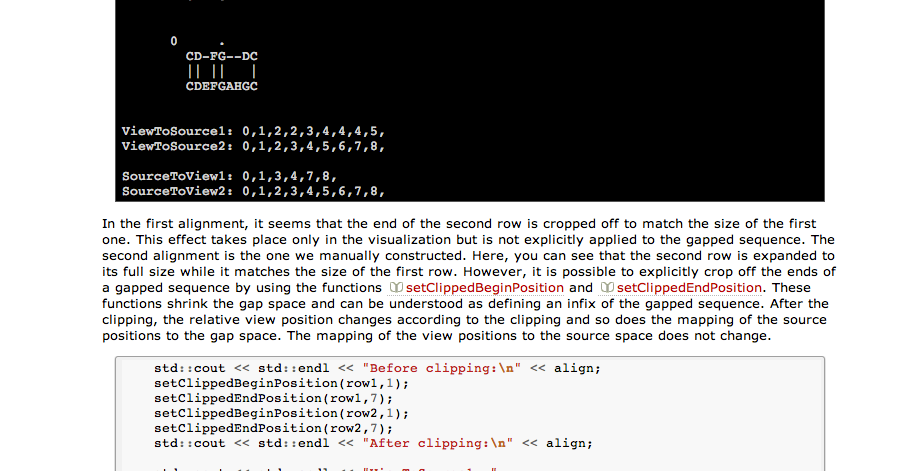 0 .
CD-FG--DC
|| || |
CDEFGAHGC
ViewToSource1: 0,1,2,2,3,4,4,4,5,
ViewToSource2: 0,1,2,3,4,5,6,7,8,
SourceToView1: 0,1,3,4,7,8,
SourceToView2: 0,1,2,3,4,5,6,7,8,
In the first alignment, it seems that the end of the second row is cropped off to match the size of the first
one. This effect takes place only in the visualization but is not explicitly applied to the gapped sequence. The
second alignment is the one we manually constructed. Here, you can see that the second row is expanded to
its full size while it matches the size of the first row. However, it is possible to explicitly crop off the ends of
a gapped sequence by using the functions setClippedBeginPosition and setClippedEndPosition. These
functions shrink the gap space and can be understood as defining an infix of the gapped sequence. After the
clipping, the relative view position changes according to the clipping and so does the mapping of the source
positions to the gap space. The mapping of the view positions to the source space does not change.
std::cout << std::endl << "Before clipping:\n" << align;
setClippedBeginPosition(row1,1);
setClippedEndPosition(row1,7);
setClippedBeginPosition(row2,1);
setClippedEndPosition(row2,7);
std::cout << std::endl << "After clipping:\n" << align;